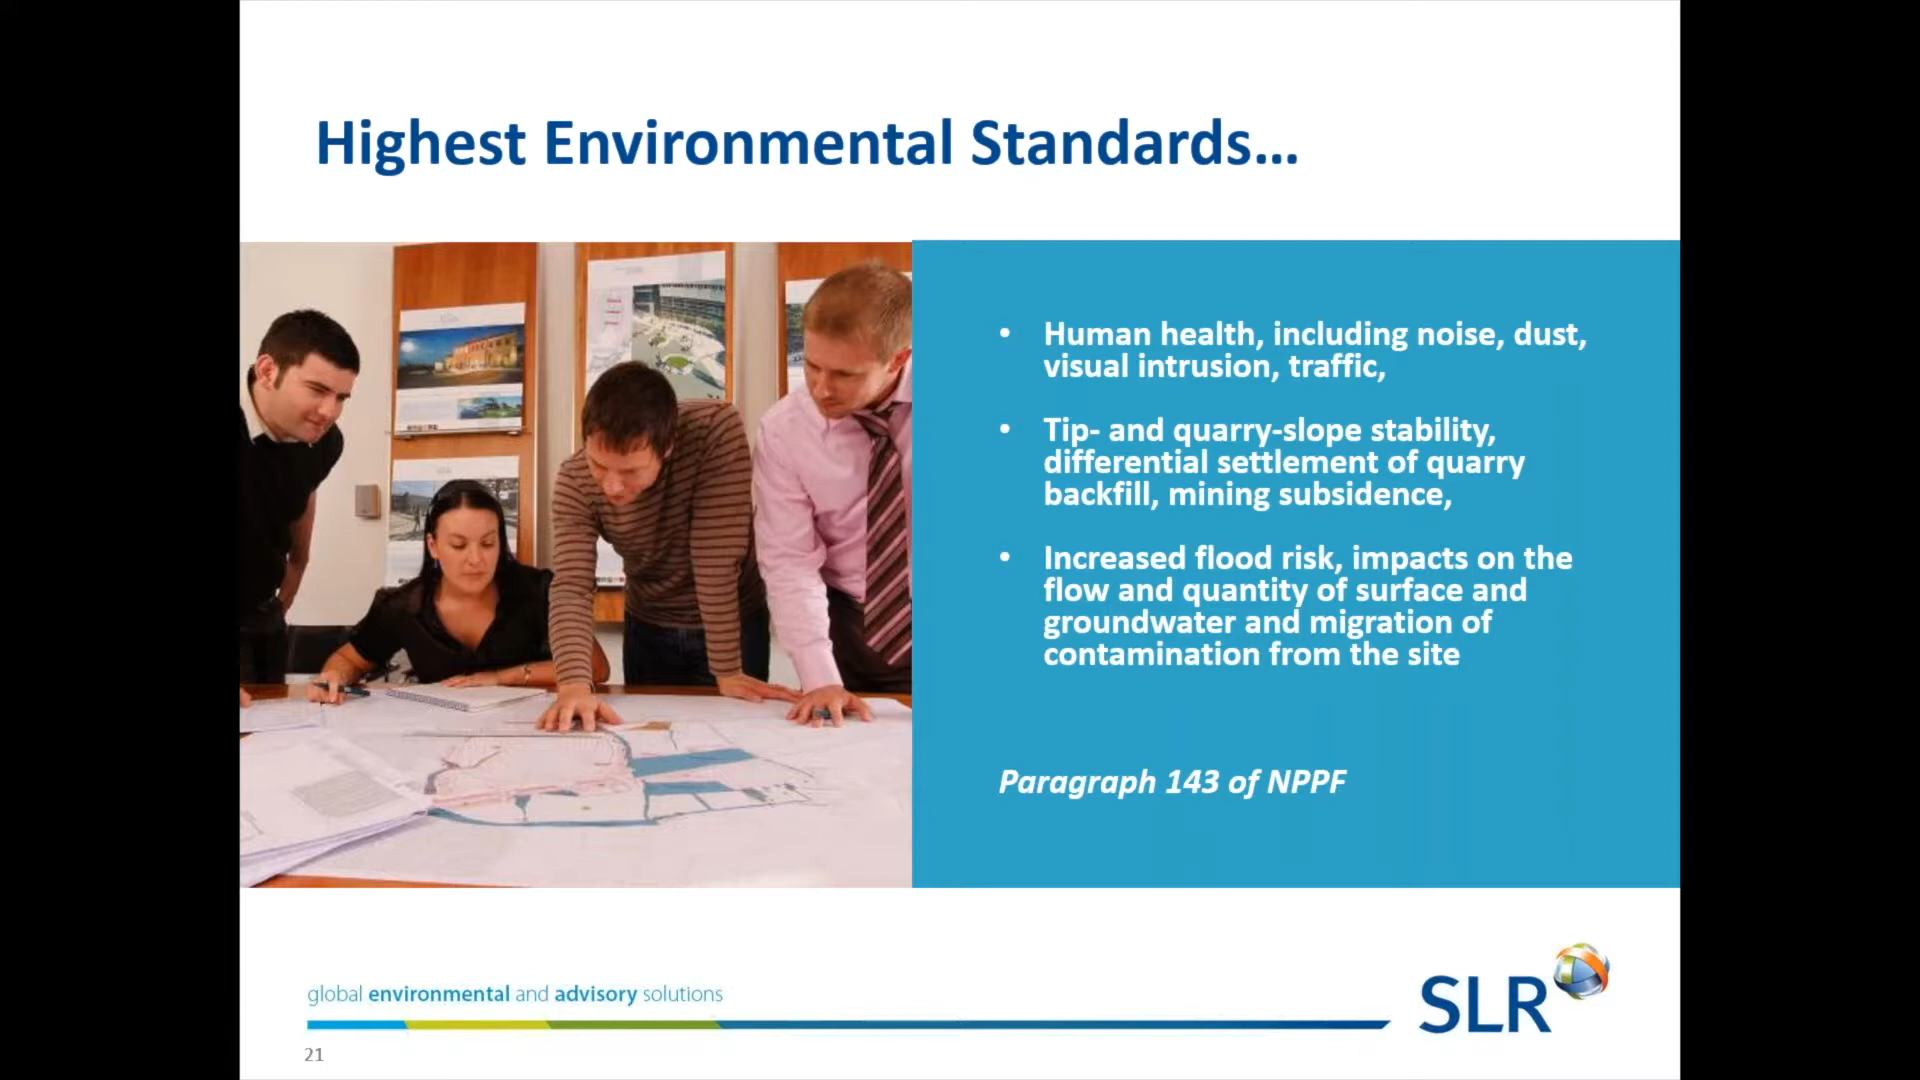 Highest Environmental Standards...
• Human health, including noise, dust,
visual intrusion, traffic,
• Tip- and quarry-slope stability,
differential settlement of quarry
backfill, mining subsidence,
• Increased flood risk, impacts on the
flow and quantity of surface and
groundwater and migration of
contamination from the site
Paragraph 143 of NPPF
global environmental and advisory solutions
SLR
21